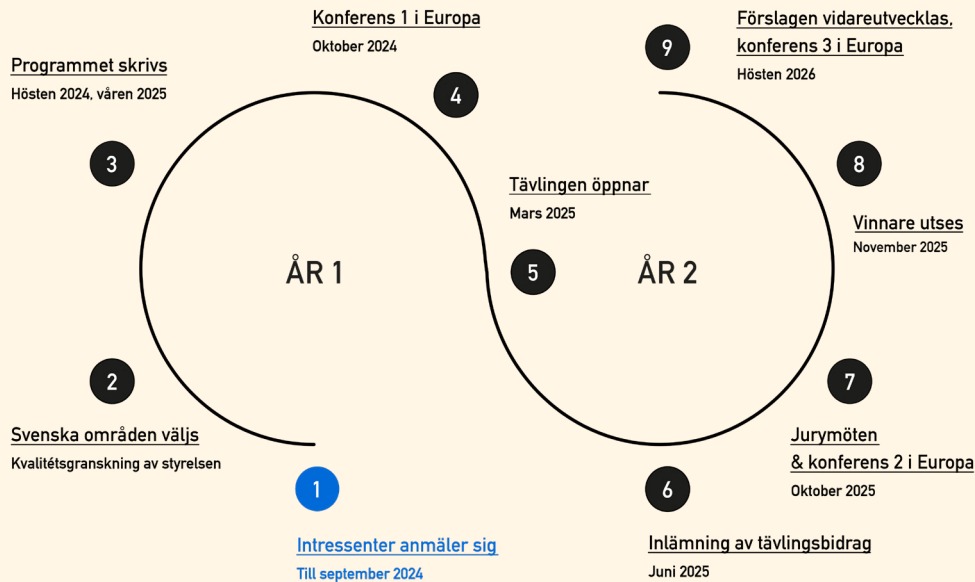 Konferens 1 i Europa
Oktober 2024
Förslagen vidareutvecklas,
konferens 3 i Europa
Hösten 2026
9
Programmet skrivs
Hösten 2024, våren 2025
4
3
8
Tävlingen öppnar
Mars 2025
Vinnare utses
November 2025
ÅR 1
5
ÅR 2
2
7
Svenska områden väljs
Kvalitétsgranskning av styrelsen
Jurymöten
& konferens 2 i Europa
Oktober 2025
1
6
Intressenter anmäler sig
Till september 2024
Inlämning av tävlingsbidrag
Juni 2025